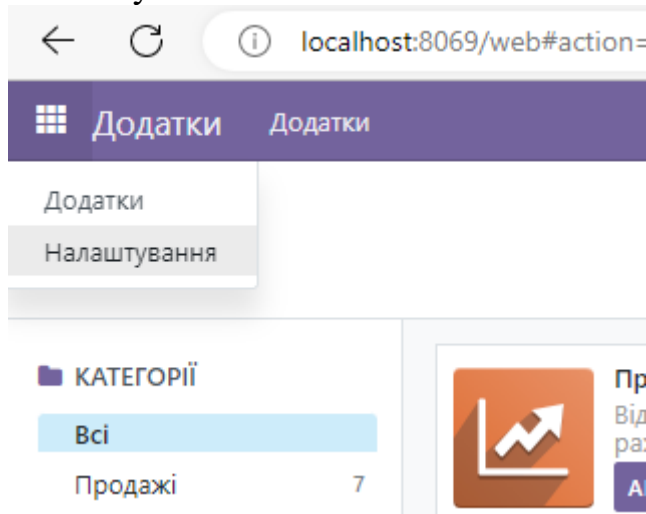 localhost:8069/web#action=
Додатки Додатки
Додатки
Налаштування
КАТЕГОРІЇ
Всі
Продажі 7